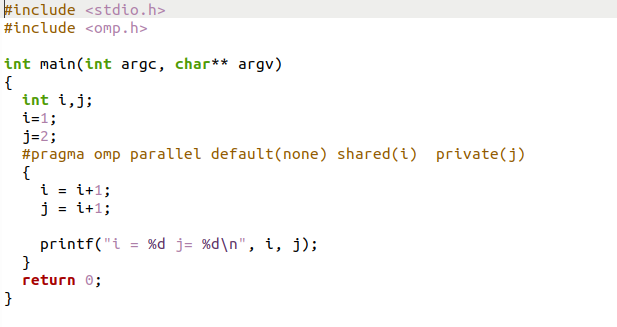 #include <stdio.h>
#include <omp.h>

int main(int argc, char** argv)
{
  int i,j;
  i=1;
  j=2;
  #pragma omp parallel default(none) shared(i)  private(j)
  {
    i = i+1;
    j = i+1;

    printf("i = %d j= %d\n", i, j);
  }
  return 0;
}